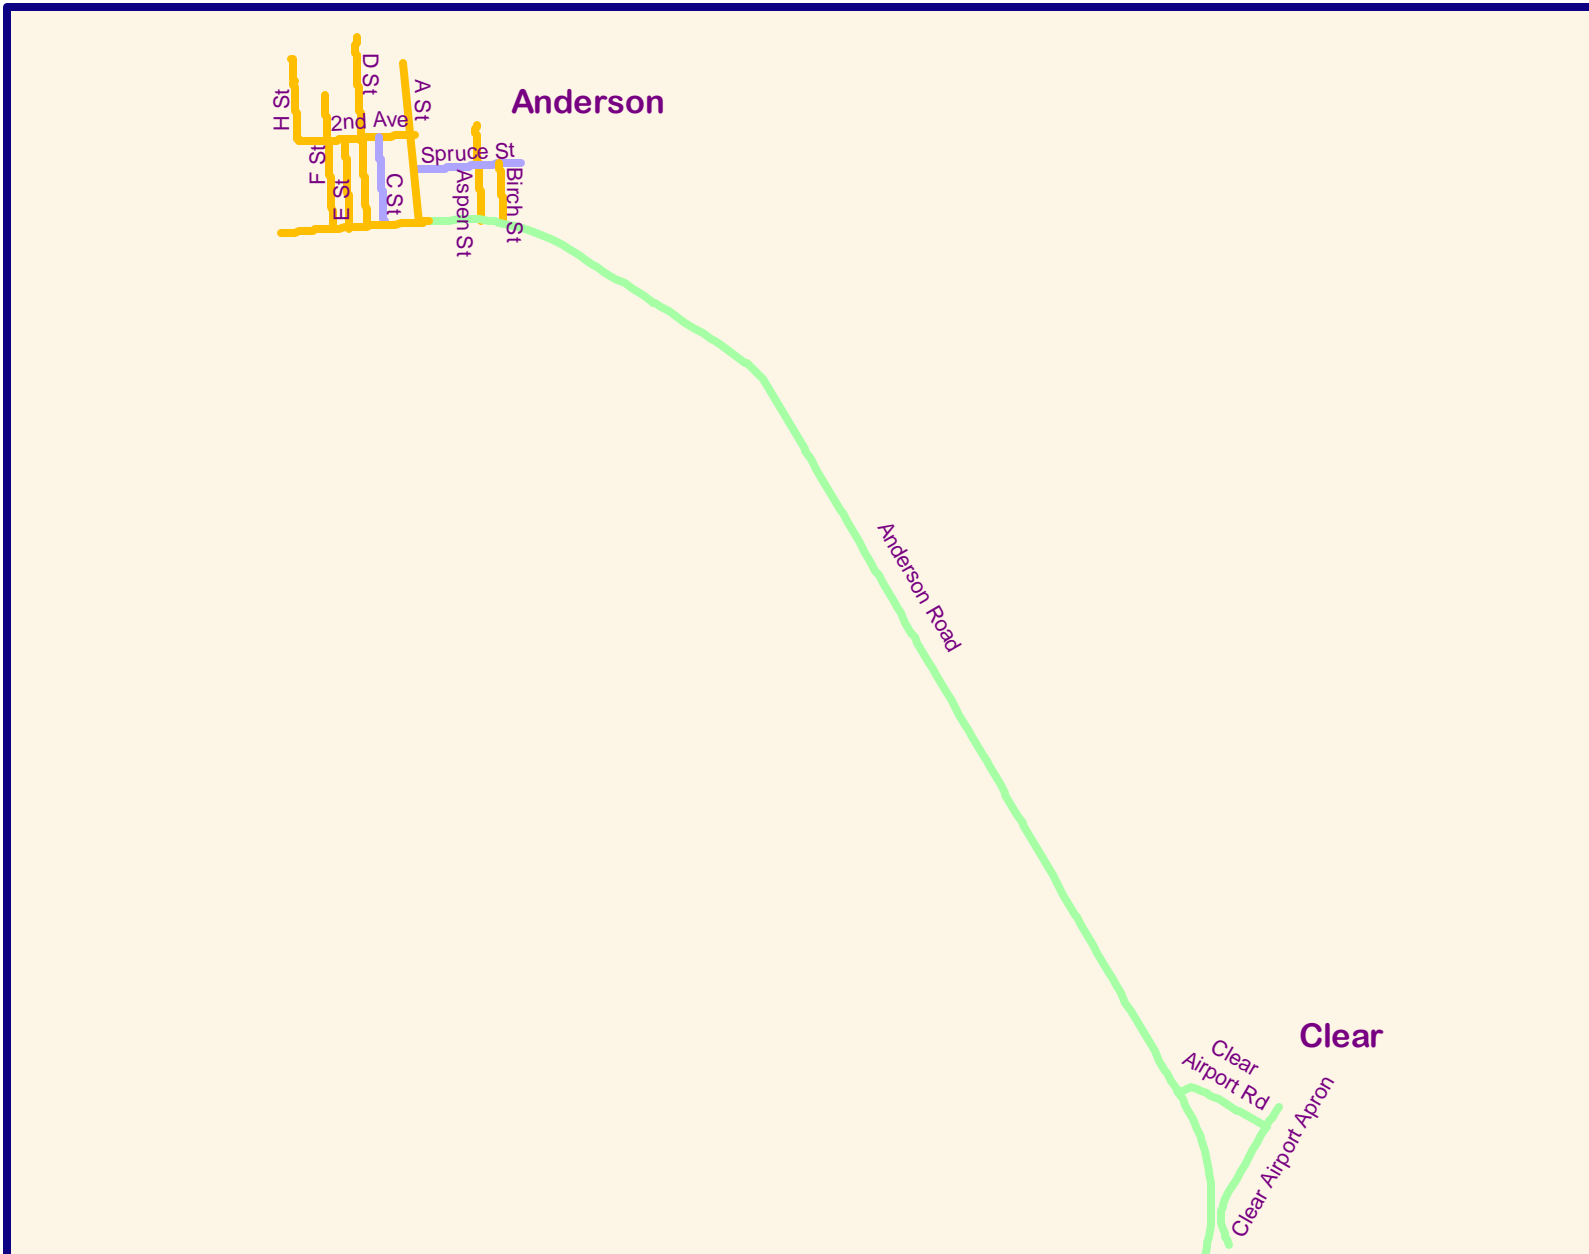 D St
A St
H St
Anderson
2nd Ave
F St
Spruce St
E St
C St
Aspen St
Birch St
Anderson Road
Clear
Clear
Airport Rd
Clear Airport Apron